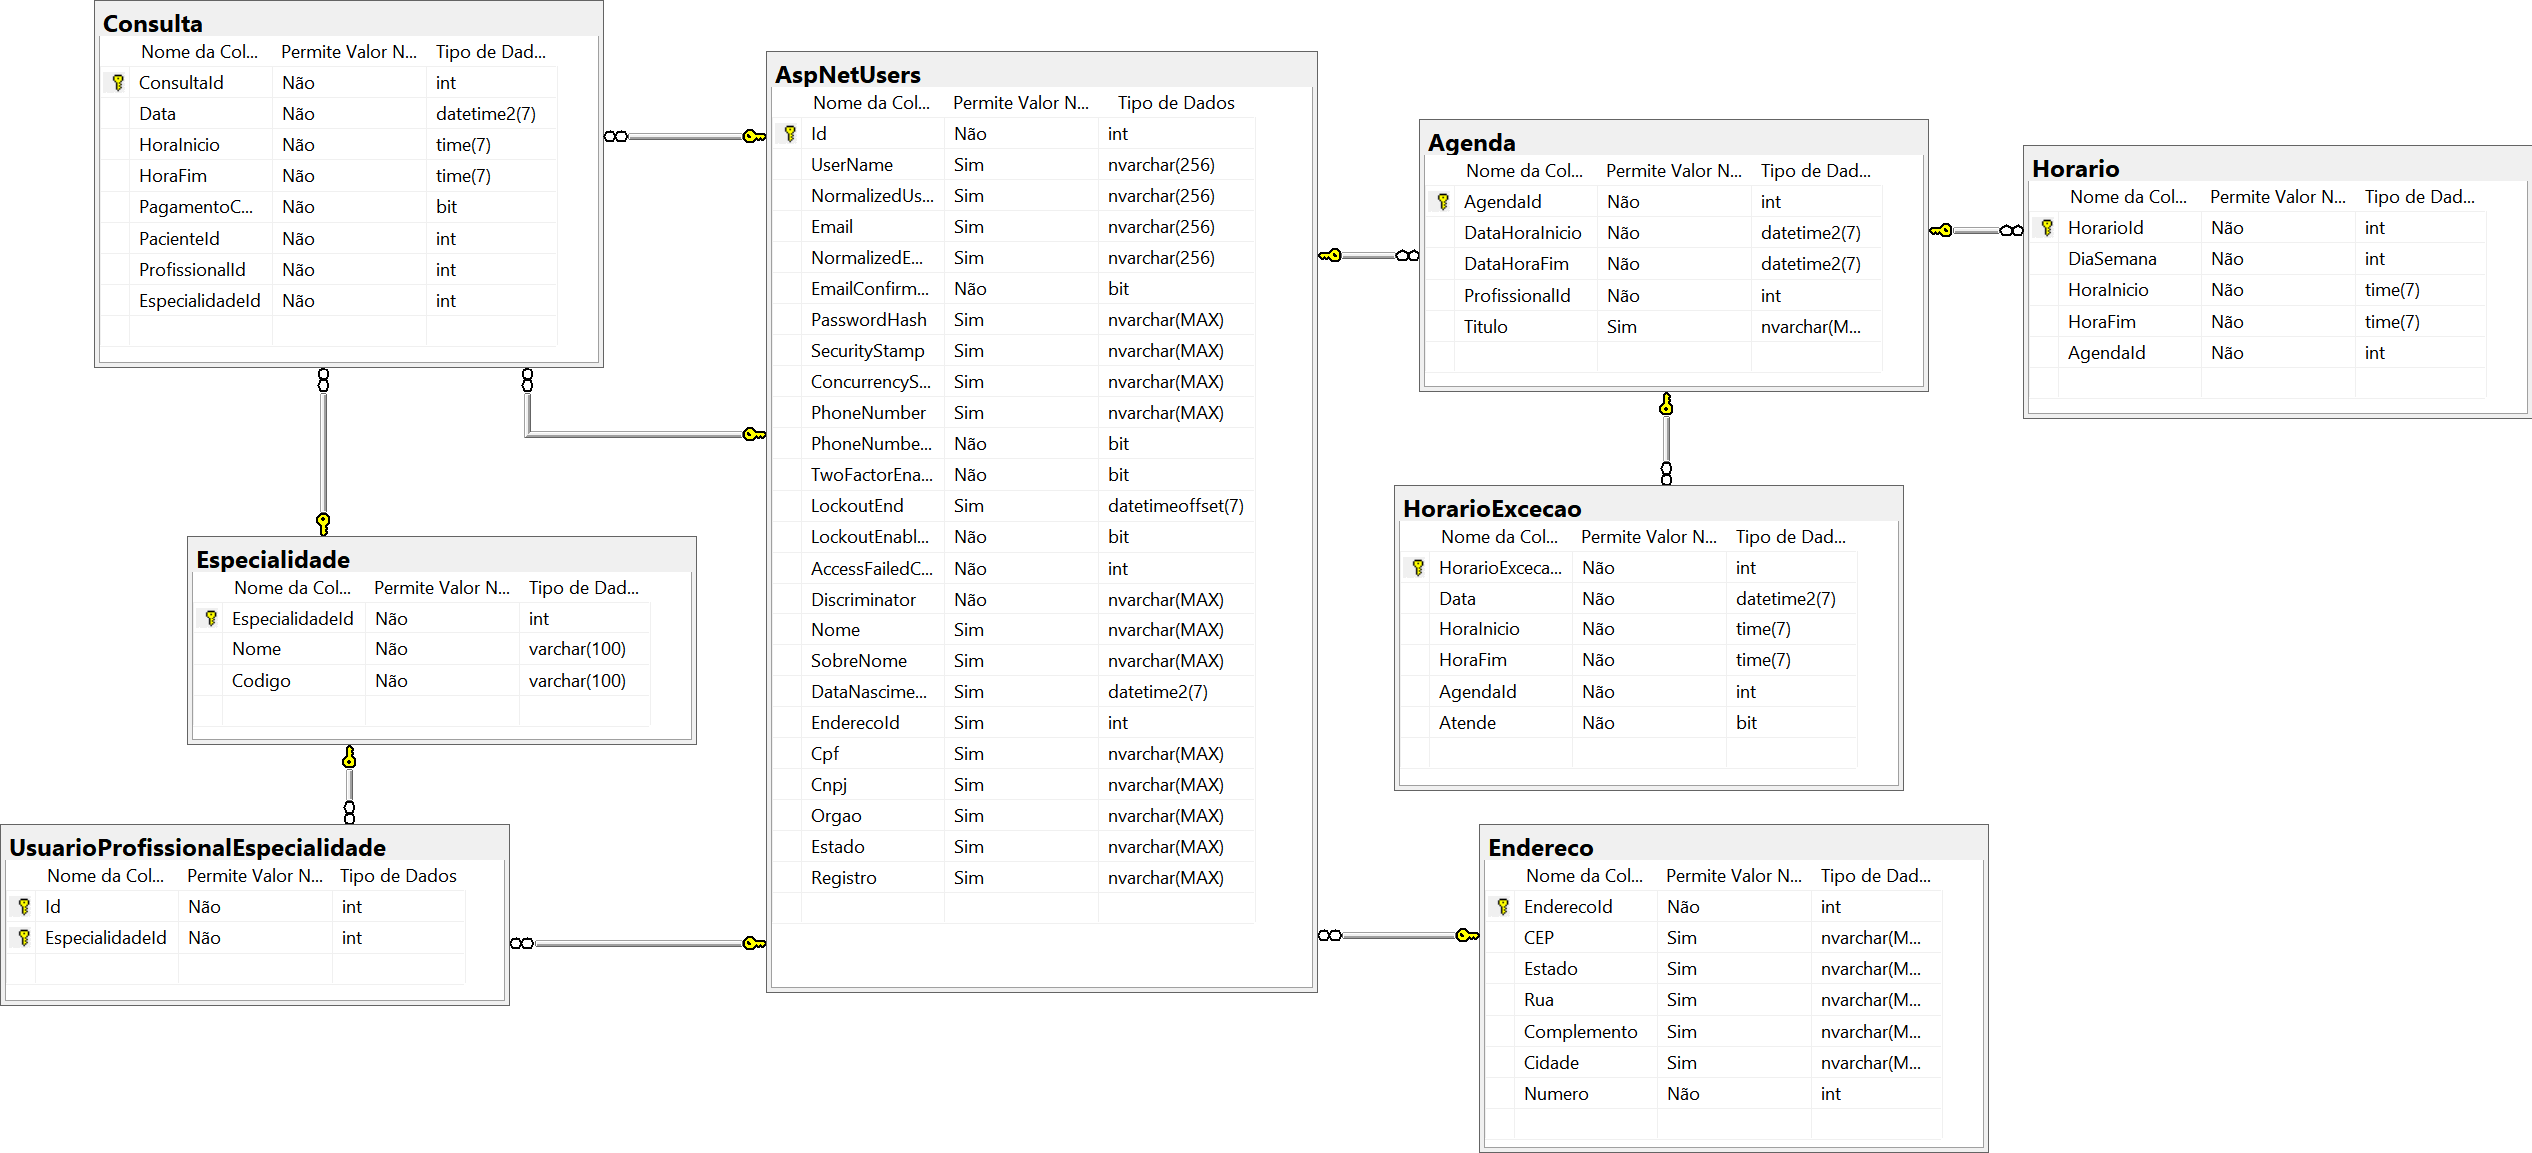 Consulta
Nome da Col... Permite Valor N... Tipo de Dad...
ConsultaId Não int
Data Não datetime2(7)
HoraInicio Não time(7)
HoraFim Não time(7)
PagamentoC... Não bit
PacienteId Não int
ProfissionalId Não int
EspecialidadeId Não int
Especialidade
Nome da Col... Permite Valor N... Tipo de Dad...
EspecialidadeId Não int
Nome Não varchar(100)
Codigo Não varchar(100)
UsuarioProfissionalEspecialidade
Nome da Col... Permite Valor N... Tipo de Dados
Id Não int
EspecialidadeId Não int
AspNetUsers
Nome da Col... Permite Valor N... Tipo de Dados
Id Não int
UserName Sim nvarchar(256)
NormalizedUs... Sim nvarchar(256)
Email Sim nvarchar(256)
NormalizedE... Sim nvarchar(256)
EmailConfirm... Não bit
PasswordHash Sim nvarchar(MAX)
SecurityStamp Sim nvarchar(MAX)
ConcurrencyS... Sim nvarchar(MAX)
PhoneNumber Sim nvarchar(MAX)
PhoneNumbe... Não bit
TwoFactorEna... Não bit
LockoutEnd Sim datetimeoffset(7)
LockoutEnabl... Não bit
AccessFailedC... Não int
Discriminator Não nvarchar(MAX)
Nome Sim nvarchar(MAX)
SobreNome Sim nvarchar(MAX)
DataNascime... Sim datetime2(7)
EnderecoId Sim int
Cpf Sim nvarchar(MAX)
Cnpj Sim nvarchar(MAX)
Orgao Sim nvarchar(MAX)
Estado Sim nvarchar(MAX)
Registro Sim nvarchar(MAX)
Agenda
Nome da Col... Permite Valor N... Tipo de Dad...
AgendaId Não int
DataHoraInicio Não datetime2(7)
DataHoraFim Não datetime2(7)
ProfissionalId Não int
Titulo Sim nvarchar(M...
Horario
Nome da Col... Permite Valor N... Tipo de Dad...
HorarioId Não int
DiaSemana Não int
HoraInicio Não time(7)
HoraFim Não time(7)
AgendaId Não int
HorarioExcecao
Nome da Col... Permite Valor N... Tipo de Dad...
HorarioExceca... Não int
Data Não datetime2(7)
HoraInicio Não time(7)
HoraFim Não time(7)
AgendaId Não int
Atende Não bit
Endereco
Nome da Col... Permite Valor N... Tipo de Dad...
EnderecoId Não int
CEP Sim nvarchar(M...
Estado Sim nvarchar(M...
Rua Sim nvarchar(M...
Complemento Sim nvarchar(M...
Cidade Sim nvarchar(M...
Numero Não int